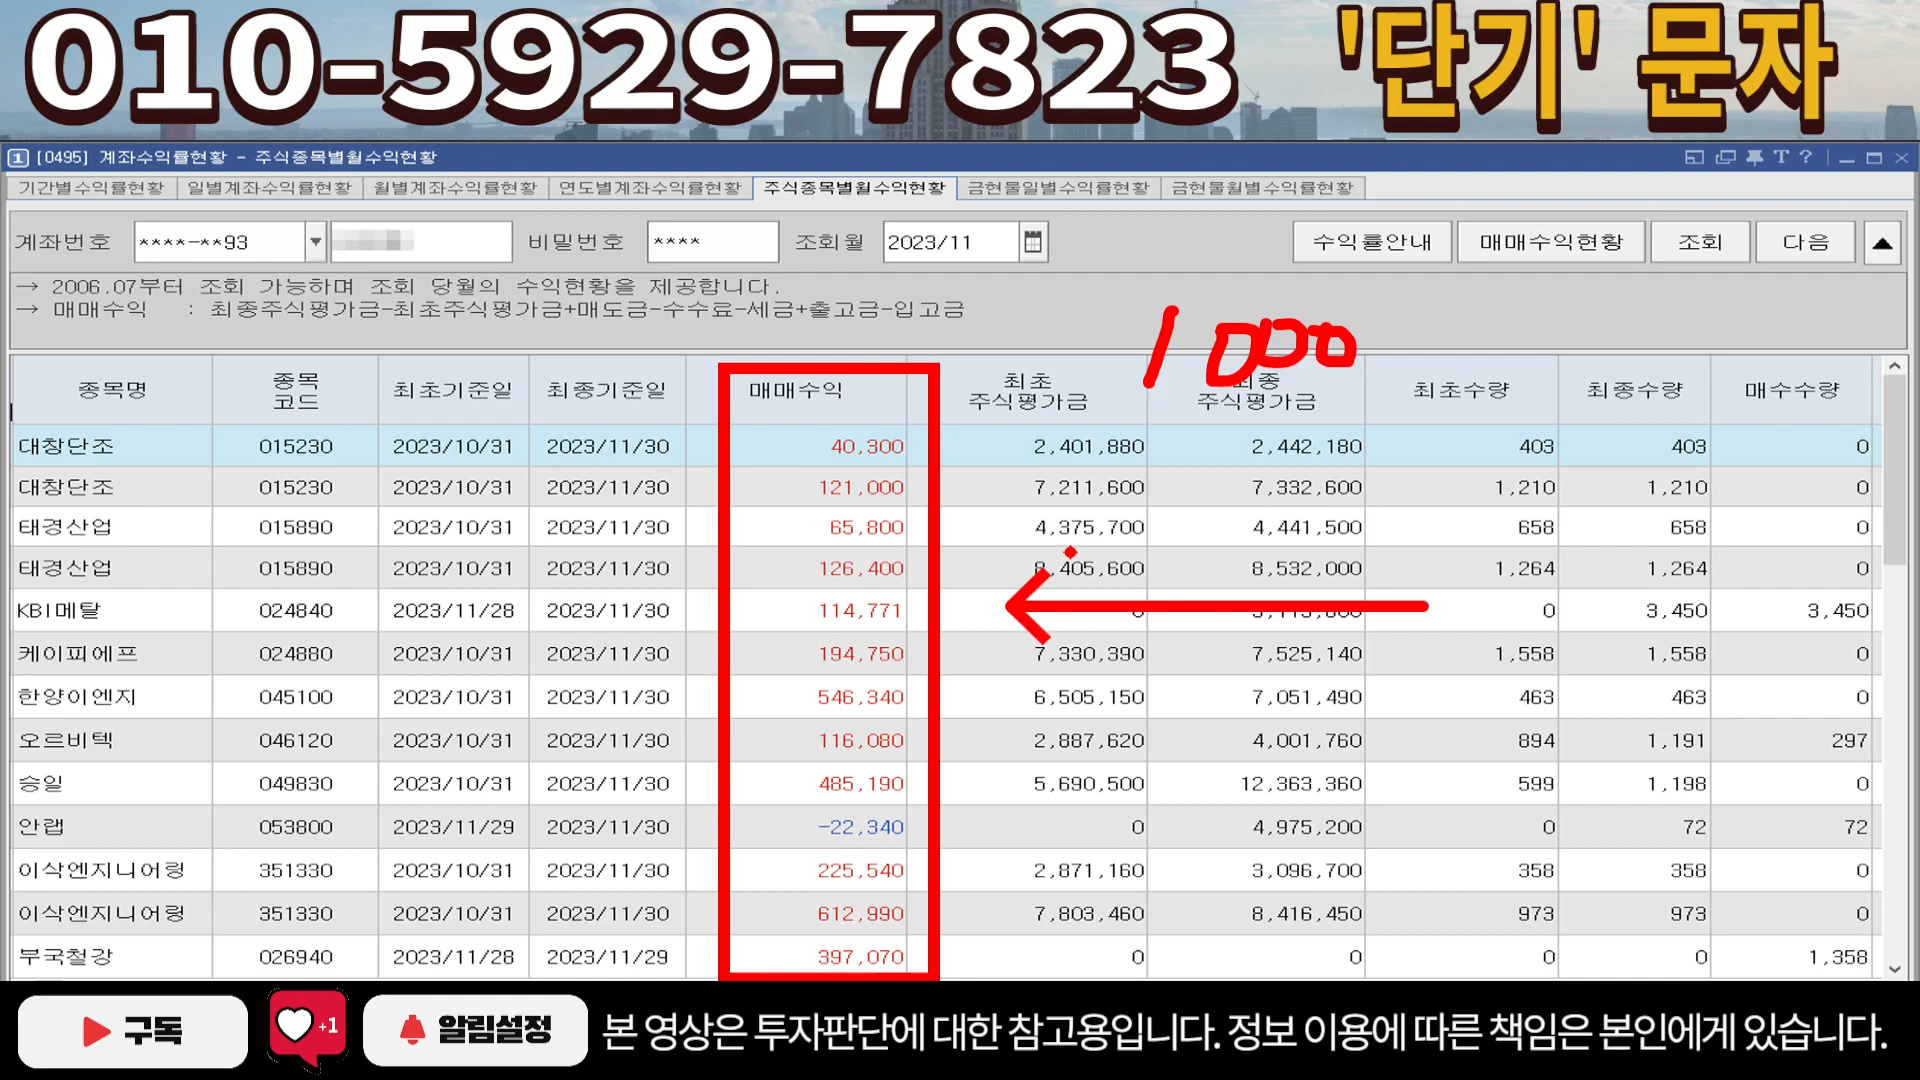 010-5929-7823 '단기' 문자
1 [0495] 계좌수익률현황 - 주식종목별월수익현황
기간별수익률현황 일별계좌수익률현황 월별계좌수익률현황 연도별계좌수익률현황 주식종목별월수익현황 금현물일별수익률현황 금현물월별수익률현황
계좌번호 ****-**93 비밀번호 **** 조회월 2023/11 수익률안내 매매수익현황 조회 다음
→ 2006.07부터 조회 가능하며 조회 당월의 수익현황을 제공합니다.
→ 매매수익 : 최종주식평가금-최초주식평가금+매도금-수수료-세금+출고금-입고금
1000
종목명 종목코드 최초기준일 최종기준일 매매수익 최초주식평가금 최종주식평가금 최초수량 최종수량 매수수량
대창단조 015230 2023/10/31 2023/11/30 40,300 2,401,880 2,442,180 403 403 0
대창단조 015230 2023/10/31 2023/11/30 121,000 7,211,600 7,332,600 1,210 1,210 0
태경산업 015890 2023/10/31 2023/11/30 65,800 4,375,700 4,441,500 658 658 0
태경산업 015890 2023/10/31 2023/11/30 126,400 8,405,600 8,532,000 1,264 1,264 0
KBI메탈 024840 2023/11/28 2023/11/30 114,771 0 0 3,450 3,450
케이피에프 024880 2023/10/31 2023/11/30 194,750 7,330,390 7,525,140 1,558 1,558 0
한양이엔지 045100 2023/10/31 2023/11/30 546,340 6,505,150 7,051,490 463 463 0
오르비텍 046120 2023/10/31 2023/11/30 116,080 2,887,620 4,001,760 894 1,191 297
승일 049830 2023/10/31 2023/11/30 485,190 5,690,500 12,363,360 599 1,198 0
안랩 053800 2023/11/29 2023/11/30 -22,340 0 4,975,200 0 72 72
이삭엔지니어링 351330 2023/10/31 2023/11/30 225,540 2,871,160 3,096,700 358 358 0
이삭엔지니어링 351330 2023/10/31 2023/11/30 612,990 7,803,460 8,416,450 973 973 0
부국철강 026940 2023/11/28 2023/11/29 397,070 0 0 0 0 1,358
구독 +1 알림설정 본 영상은 투자판단에 대한 참고용입니다. 정보 이용에 따른 책임은 본인에게 있습니다.